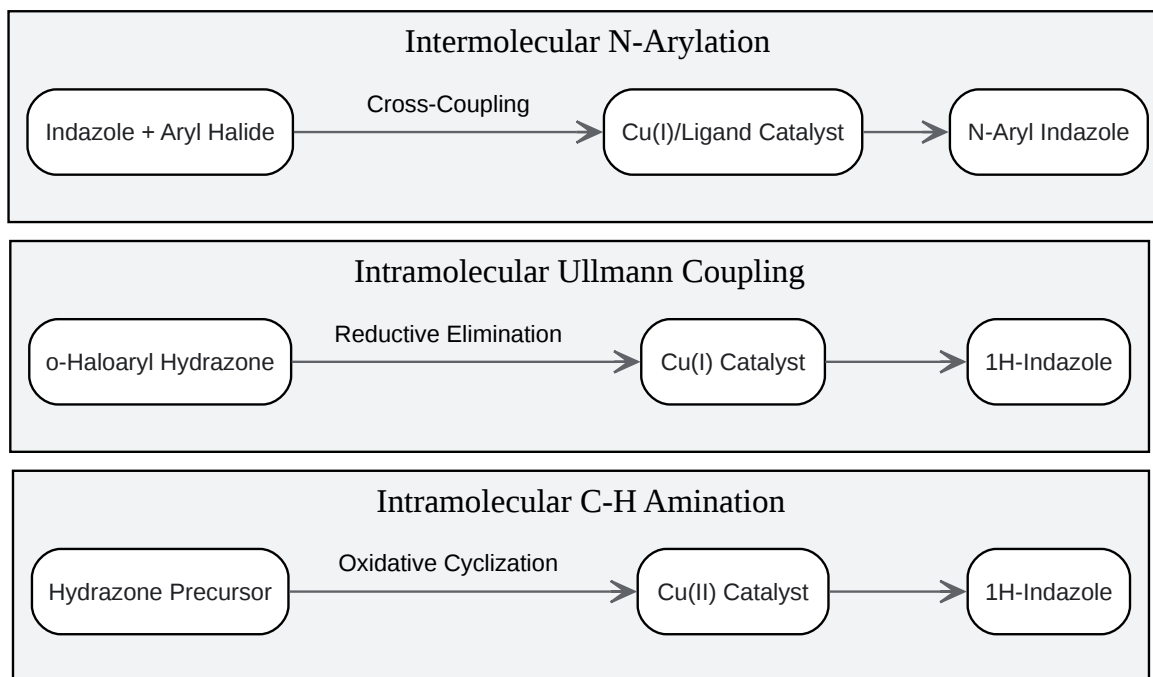 Intermolecular N-Arylation
Cross-Coupling
Indazole + Aryl Halide
Cu(I)/Ligand Catalyst
N-Aryl Indazole
Intramolecular Ullmann Coupling
Reductive Elimination
o-Haloaryl Hydrazone
Cu(I) Catalyst
1H-Indazole
Intramolecular C-H Amination
Oxidative Cyclization
Hydrazone Precursor
Cu(II) Catalyst
1H-Indazole